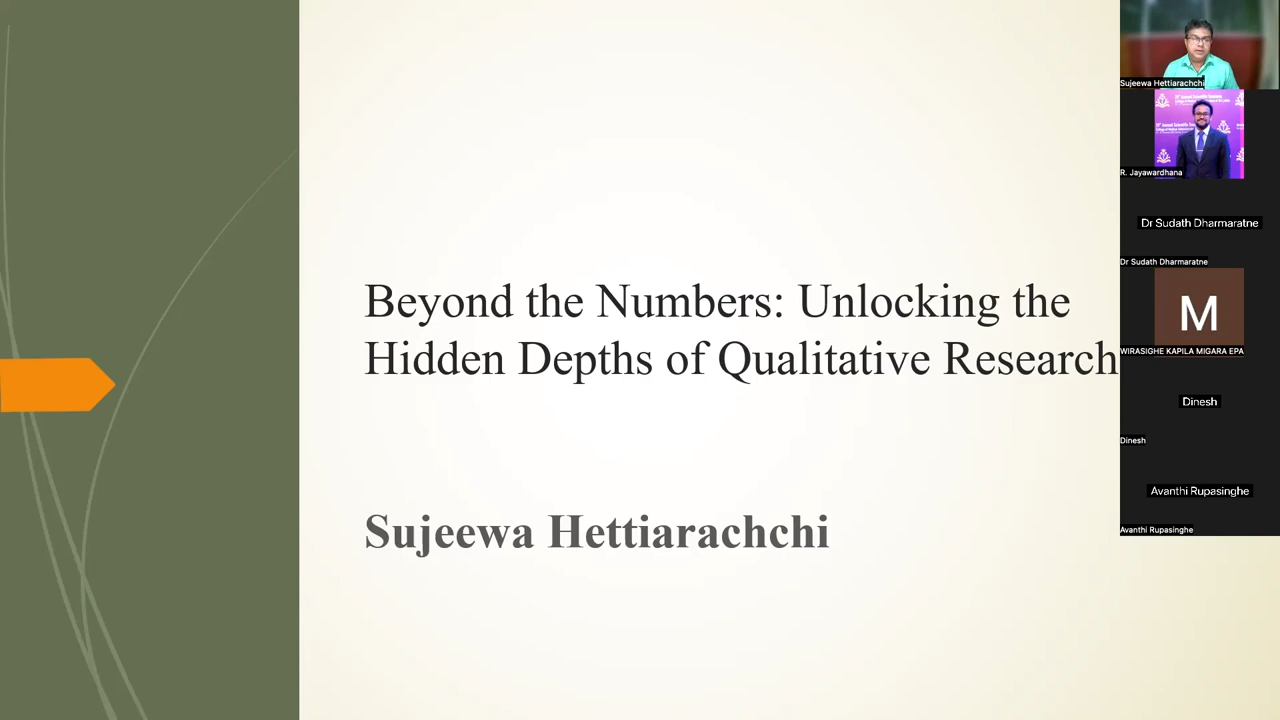 Beyond the Numbers: Unlocking the
Hidden Depths of Qualitative Research
Sujeewa Hettiarachchi
Sujeewa Hettiarachchi
R. Jayawardhana
Dr Sudath Dharmaratne
Dr Sudath Dharmaratne
M
WIRASIGHE KAPILA MIGARA EPA
Dinesh
Dinesh
Avanthi Rupasinghe
Avanthi Rupasinghe